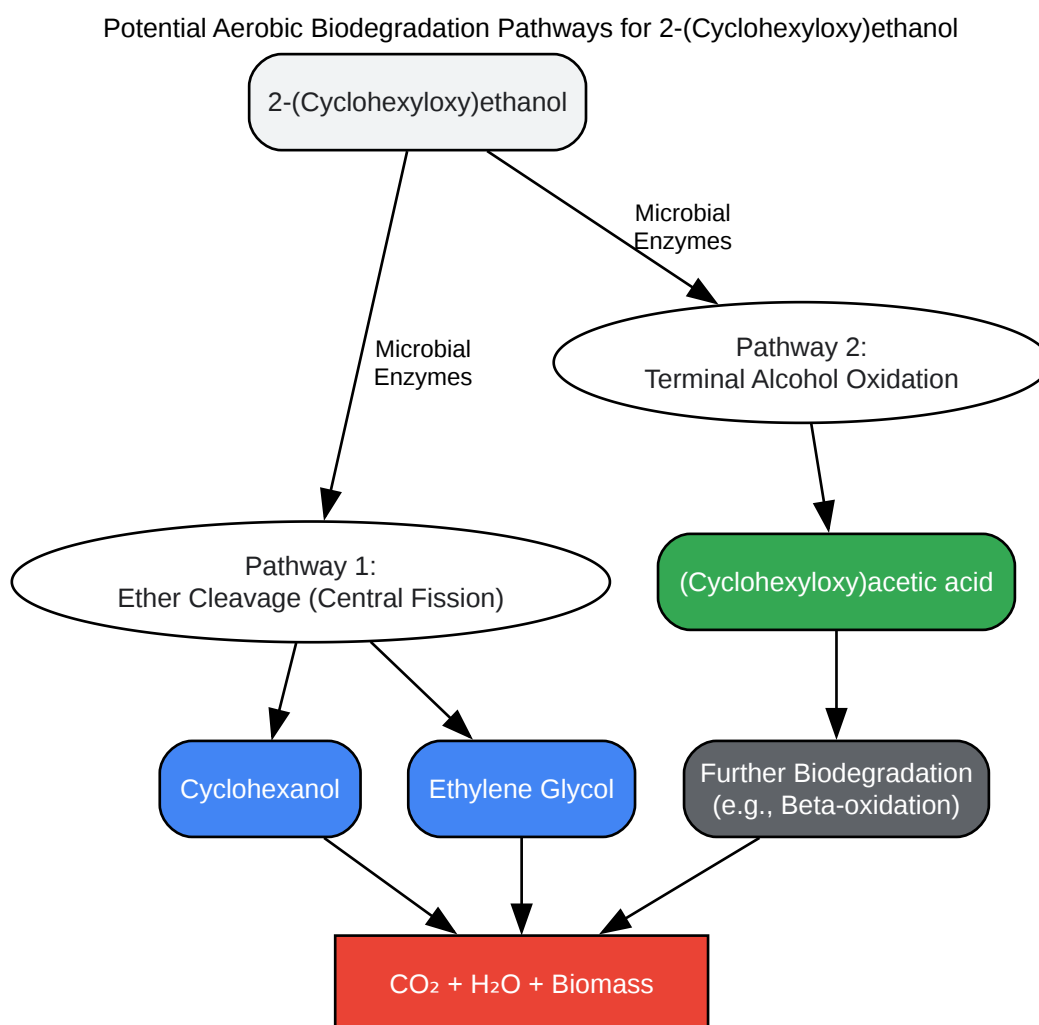 Potential Aerobic Biodegradation Pathways for 2-(Cyclohexyloxy)ethanol
2-(Cyclohexyloxy)ethanol
Microbial
Enzymes
Microbial
Enzymes
Pathway 2:
Terminal Alcohol Oxidation
Pathway 1:
Ether Cleavage (Central Fission)
(Cyclohexyloxy)acetic acid
Cyclohexanol
Ethylene Glycol
Further Biodegradation
(e.g., Beta-oxidation)
CO₂ + H₂O + Biomass